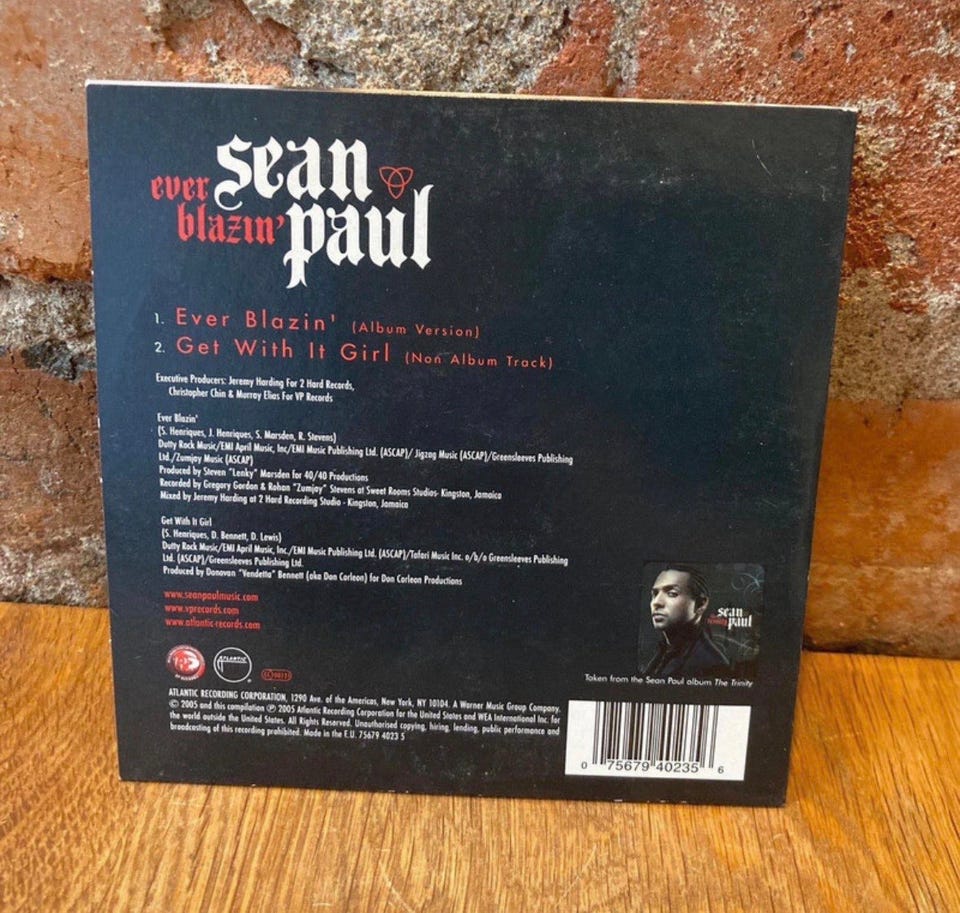 sean
ever
blazin'
paul
1. Ever Blazin' (Album Version)
2. Get With It Girl (Non Album Track)
Executive Producers: Jeremy Harding For 2 Hard Records,
Christopher Chin & Murray Elias For VP Records
Ever Blazin'
(S. Henriques, J. Henriques, S. Marsden, R. Stevens)
Dutty Rock Music/EMI April Music, Inc/EMI Music Publishing Ltd. (ASCAP)/ Jigzag Music (ASCAP)/Greensleeves Publishing
Ltd./Zumjay Music (ASCAP)
Produced by Steven "Lenky" Marsden for 40/40 Productions
Recorded by Gregory Gordon & Rohan "Zumjay" Stevens at Sweet Rooms Studios- Kingston, Jamaica
Mixed by Jeremy Harding at 2 Hard Recording Studio - Kingston, Jamaica
Get With It Girl
(S. Henriques, D. Bennett, D. Lewis)
Dutty Rock Music/EMI April Music, Inc./EMI Music Publishing Ltd. (ASCAP)/Tafari Music Inc. o/b/o Greensleeves Publishing
Ltd. (ASCAP)/Greensleeves Publishing Ltd.
Produced by Donovan "Vendetta" Bennett (aka Don Corleon) for Don Corleon Productions
www.seanpaulmusic.com
www.vprecords.com
www.atlantic-records.com
sean
trinity paul
Taken from the Sean Paul album The Trinity
ATLANTIC
ATLANTIC RECORDING CORPORATION, 1290 Ave. of the Americas, New York, NY 10104. A Warner Music Group Company.
© 2005 and this compilation ℗ 2005 Atlantic Recording Corporation for the United States and WEA International Inc. for
the world outside the United States. All Rights Reserved. Unauthorised copying, hiring, lending, public performance and
broadcasting of this recording prohibited. Made in the E.U. 75679 4023 5
0 75679 40235 6